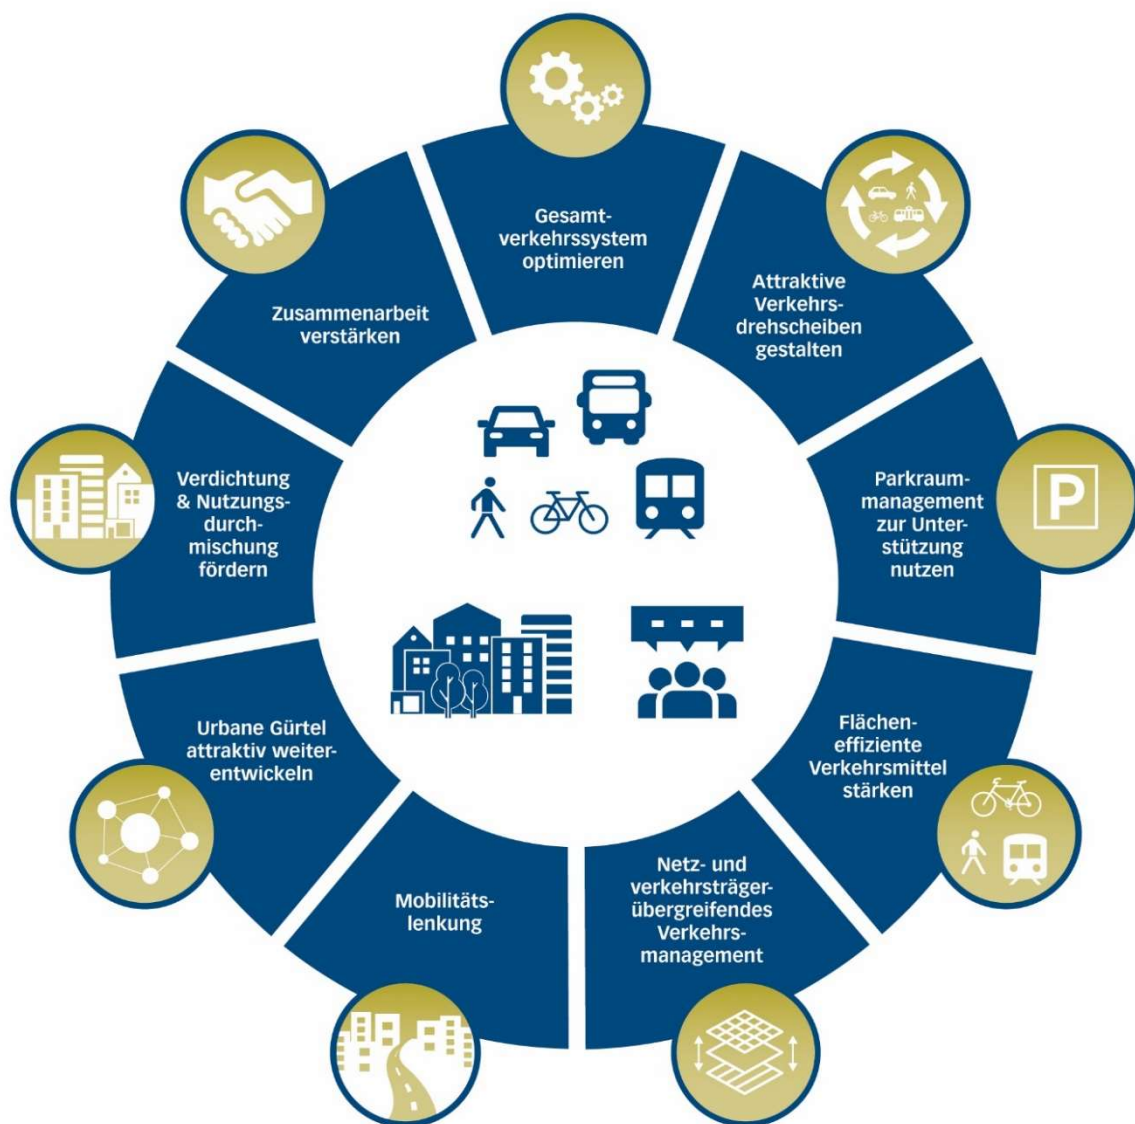 Gesamt-
verkehrssystem
optimieren
Attraktive
Verkehrs-
drehscheiben
gestalten
Parkraum-
management
zur Unter-
stützung
nutzen
Flächen-
effiziente
Verkehrsmittel
stärken
Netz- und
verkehrsträger-
übergreifendes
Verkehrs-
management
Mobilitäts-
lenkung
Urbane Gürtel
attraktiv weiter-
entwickeln
Verdichtung
& Nutzungs-
durch-
mischung
fördern
Zusammenarbeit
verstärken
P